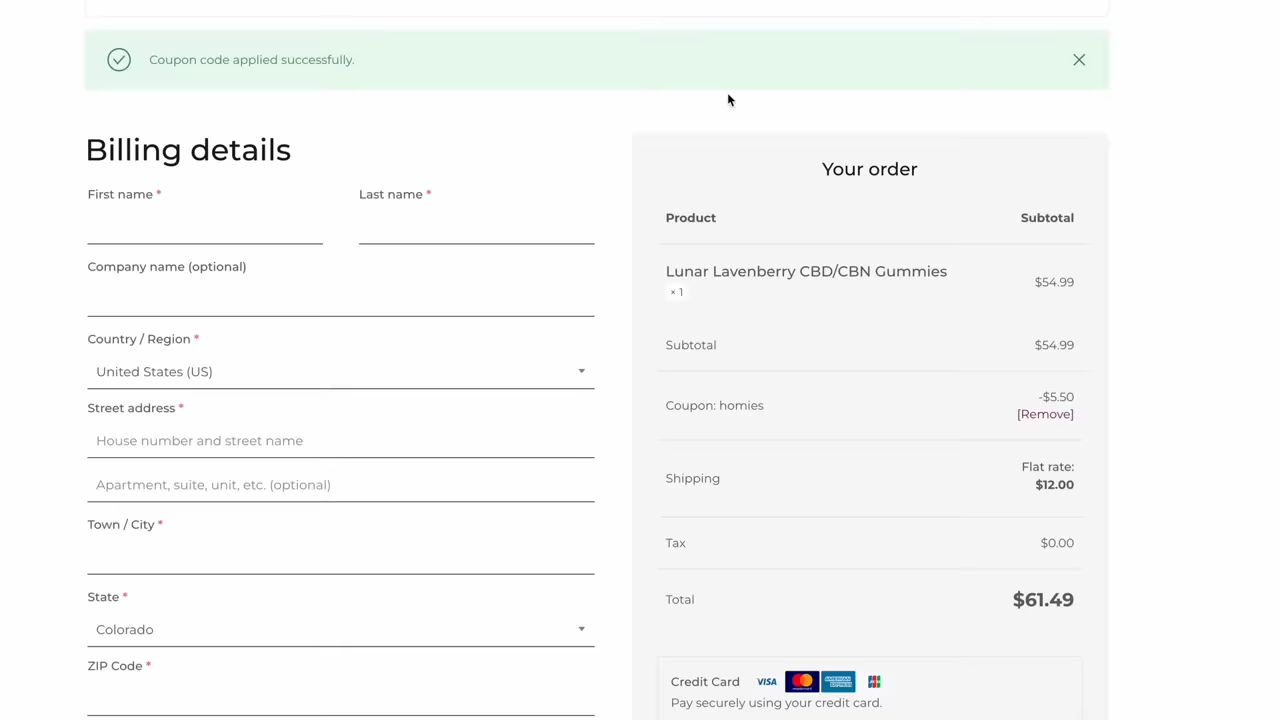 Coupon code applied successfully.
Billing details
First name *
Last name *
Company name (optional)
Country / Region *
United States (US)
Street address *
House number and street name
Apartment, suite, unit, etc. (optional)
Town / City *
State *
Colorado
ZIP Code *
Your order
Product Subtotal
Lunar Lavenberry CBD/CBN Gummies
× 1
$54.99
Subtotal $54.99
Coupon: homies -$5.50
[Remove]
Shipping Flat rate:
$12.00
Tax $0.00
Total $61.49
Credit Card VISA
Pay securely using your credit card.